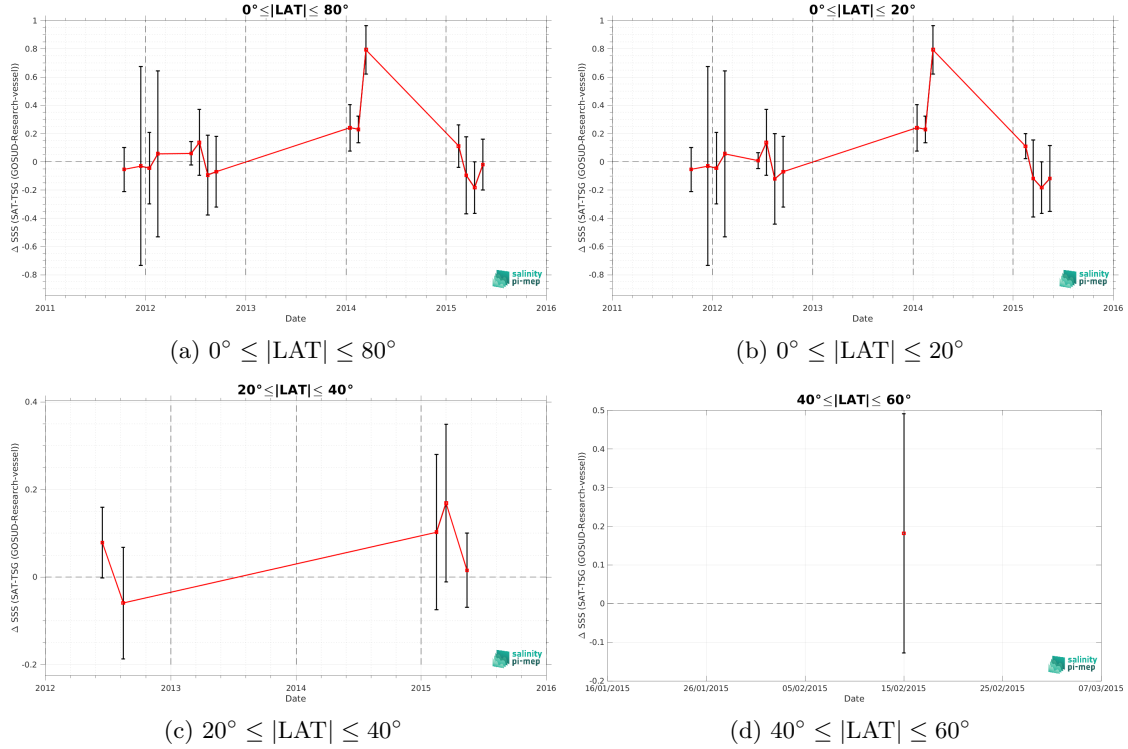 0°≤|LAT|≤ 80°
Δ SSS (SAT-TSG (GOSUD-Research-vessel))
1
0.8
0.6
0.4
0.2
0
-0.2
-0.4
-0.6
-0.8
2011 2012 2013 2014 2015 2016
Date
salinity
pi-mep
(a) 0° ≤ |LAT| ≤ 80°
0°≤|LAT|≤ 20°
Δ SSS (SAT-TSG (GOSUD-Research-vessel))
1
0.8
0.6
0.4
0.2
0
-0.2
-0.4
-0.6
-0.8
2011 2012 2013 2014 2015 2016
Date
salinity
pi-mep
(b) 0° ≤ |LAT| ≤ 20°
20°≤|LAT|≤ 40°
Δ SSS (SAT-TSG (GOSUD-Research-vessel))
0.4
0.2
0
-0.2
2012 2013 2014 2015 2016
Date
salinity
pi-mep
(c) 20° ≤ |LAT| ≤ 40°
40°≤|LAT|≤ 60°
Δ SSS (SAT-TSG (GOSUD-Research-vessel))
0.5
0.4
0.3
0.2
0.1
0
-0.1
-0.2
16/01/2015 26/01/2015 05/02/2015 15/02/2015 25/02/2015 07/03/2015
Date
salinity
pi-mep
(d) 40° ≤ |LAT| ≤ 60°